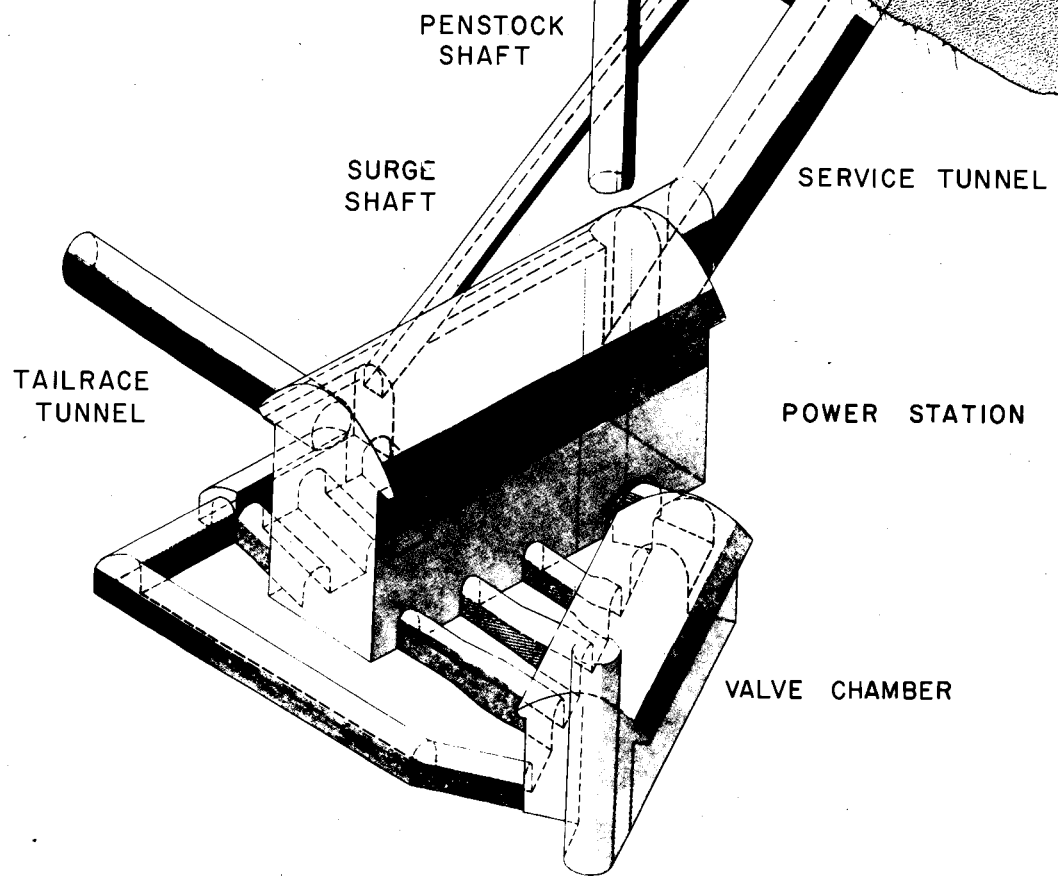 PENSTOCK
SHAFT
SURGE
SHAFT
SERVICE TUNNEL
TAILRACE
TUNNEL
POWER STATION
VALVE CHAMBER